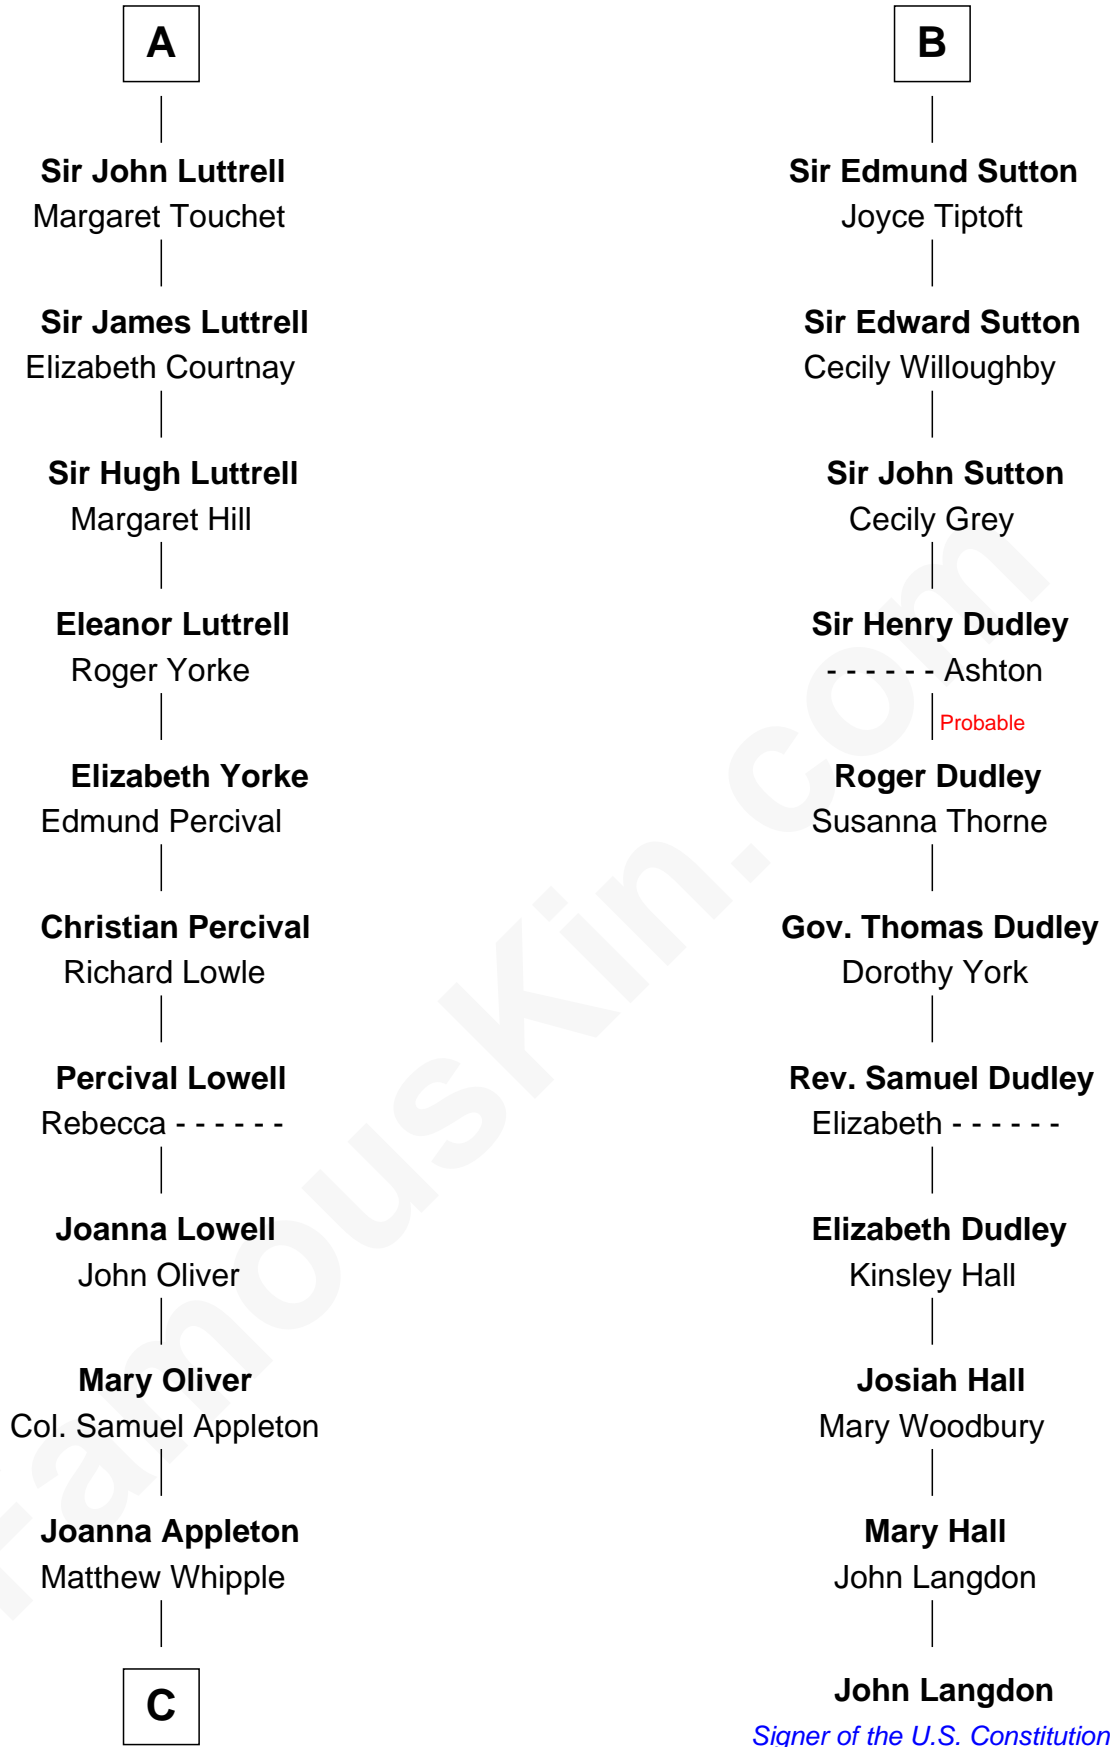 A
Sir John Luttrell
Margaret Touchet
Sir James Luttrell
Elizabeth Courtnay
Sir Hugh Luttrell
Margaret Hill
Eleanor Luttrell
Roger Yorke
Elizabeth Yorke
Edmund Percival
Christian Percival
Richard Lowle
Percival Lowell
Rebecca - - - - - -
Joanna Lowell
John Oliver
Mary Oliver
Col. Samuel Appleton
Joanna Appleton
Matthew Whipple
C
B
Sir Edmund Sutton
Joyce Tiptoft
Sir Edward Sutton
Cecily Willoughby
Sir John Sutton
Cecily Grey
Sir Henry Dudley
- - - - - - Ashton
Probable
Roger Dudley
Susanna Thorne
Gov. Thomas Dudley
Dorothy York
Rev. Samuel Dudley
Elizabeth - - - - - -
Elizabeth Dudley
Kinsley Hall
Josiah Hall
Mary Woodbury
Mary Hall
John Langdon
John Langdon
Signer of the U.S. Constitution
FamousKin.com